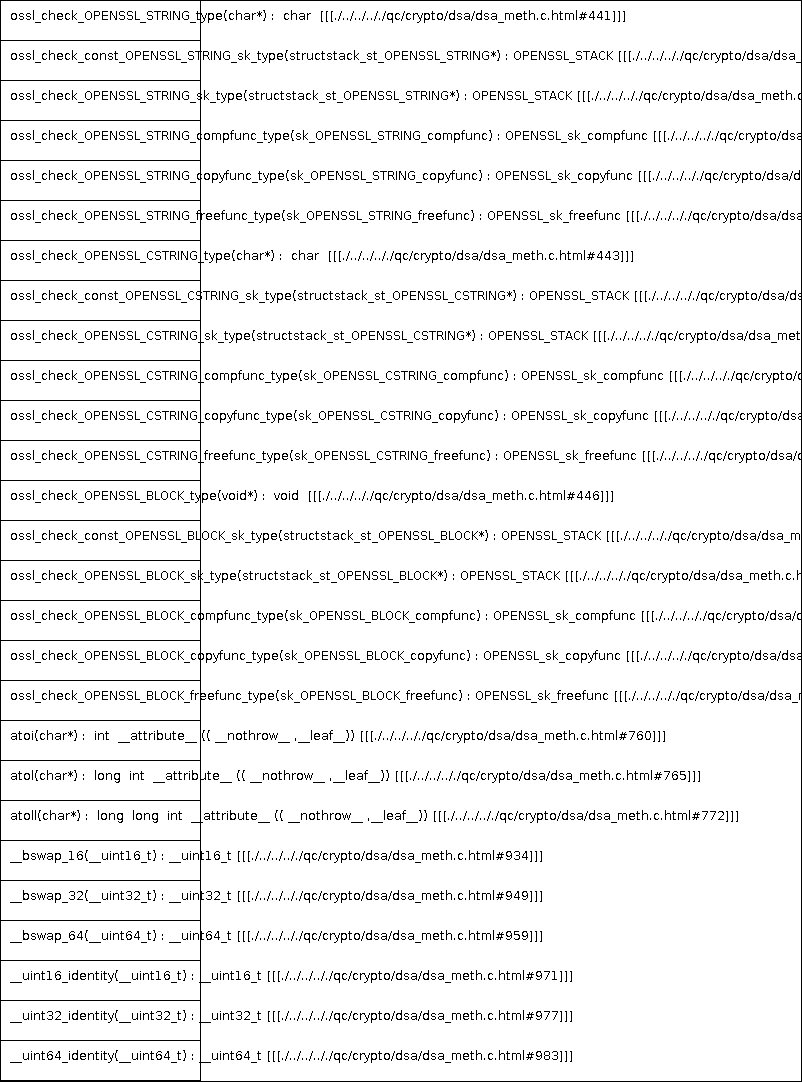 ossl_check_OPENSSL_STRING_type(char*) : char [[[./../../../qc/crypto/dsa/dsa_meth.c.html#441]]]
ossl_check_const_OPENSSL_STRING_sk_type(structstack_st_OPENSSL_STRING*) : OPENSSL_STACK [[[./../../../qc/crypto/dsa/dsa_
ossl_check_OPENSSL_STRING_sk_type(structstack_st_OPENSSL_STRING*) : OPENSSL_STACK [[[./../../../qc/crypto/dsa/dsa_meth.c
ossl_check_OPENSSL_STRING_compfunc_type(sk_OPENSSL_STRING_compfunc) : OPENSSL_sk_compfunc [[[./../../../qc/crypto/dsa
ossl_check_OPENSSL_STRING_copyfunc_type(sk_OPENSSL_STRING_copyfunc) : OPENSSL_sk_copyfunc [[[./../../../qc/crypto/dsa/d
ossl_check_OPENSSL_STRING_freefunc_type(sk_OPENSSL_STRING_freefunc) : OPENSSL_sk_freefunc [[[./../../../qc/crypto/dsa/dsa
ossl_check_OPENSSL_CSTRING_type(char*) : char [[[./../../../qc/crypto/dsa/dsa_meth.c.html#443]]]
ossl_check_const_OPENSSL_CSTRING_sk_type(structstack_st_OPENSSL_CSTRING*) : OPENSSL_STACK [[[./../../../qc/crypto/dsa/ds
ossl_check_OPENSSL_CSTRING_sk_type(structstack_st_OPENSSL_CSTRING*) : OPENSSL_STACK [[[./../../../qc/crypto/dsa/dsa_met
ossl_check_OPENSSL_CSTRING_compfunc_type(sk_OPENSSL_CSTRING_compfunc) : OPENSSL_sk_compfunc [[[./../../../qc/crypto/
ossl_check_OPENSSL_CSTRING_copyfunc_type(sk_OPENSSL_CSTRING_copyfunc) : OPENSSL_sk_copyfunc [[[./../../../qc/crypto/dsa
ossl_check_OPENSSL_CSTRING_freefunc_type(sk_OPENSSL_CSTRING_freefunc) : OPENSSL_sk_freefunc [[[./../../../qc/crypto/dsa/
ossl_check_OPENSSL_BLOCK_type(void*) : void [[[./../../../qc/crypto/dsa/dsa_meth.c.html#446]]]
ossl_check_const_OPENSSL_BLOCK_sk_type(structstack_st_OPENSSL_BLOCK*) : OPENSSL_STACK [[[./../../../qc/crypto/dsa/dsa_m
ossl_check_OPENSSL_BLOCK_sk_type(structstack_st_OPENSSL_BLOCK*) : OPENSSL_STACK [[[./../../../qc/crypto/dsa/dsa_meth.c.h
ossl_check_OPENSSL_BLOCK_compfunc_type(sk_OPENSSL_BLOCK_compfunc) : OPENSSL_sk_compfunc [[[./../../../qc/crypto/dsa/
ossl_check_OPENSSL_BLOCK_copyfunc_type(sk_OPENSSL_BLOCK_copyfunc) : OPENSSL_sk_copyfunc [[[./../../../qc/crypto/dsa/dsa
ossl_check_OPENSSL_BLOCK_freefunc_type(sk_OPENSSL_BLOCK_freefunc) : OPENSSL_sk_freefunc [[[./../../../qc/crypto/dsa/dsa_
atoi(char*) : int __attribute__ (( __nothrow__ ,__leaf__)) [[[./../../../qc/crypto/dsa/dsa_meth.c.html#760]]]
atol(char*) : long int __attribute__ (( __nothrow__ ,__leaf__)) [[[./../../../qc/crypto/dsa/dsa_meth.c.html#765]]]
atoll(char*) : long long int __attribute__ (( __nothrow__ ,__leaf__)) [[[./../../../qc/crypto/dsa/dsa_meth.c.html#772]]]
__bswap_16(__uint16_t) : __uint16_t [[[./../../../qc/crypto/dsa/dsa_meth.c.html#934]]]
__bswap_32(__uint32_t) : __uint32_t [[[./../../../qc/crypto/dsa/dsa_meth.c.html#949]]]
__bswap_64(__uint64_t) : __uint64_t [[[./../../../qc/crypto/dsa/dsa_meth.c.html#959]]]
__uint16_identity(__uint16_t) : __uint16_t [[[./../../../qc/crypto/dsa/dsa_meth.c.html#971]]]
__uint32_identity(__uint32_t) : __uint32_t [[[./../../../qc/crypto/dsa/dsa_meth.c.html#977]]]
__uint64_identity(__uint64_t) : __uint64_t [[[./../../../qc/crypto/dsa/dsa_meth.c.html#983]]]